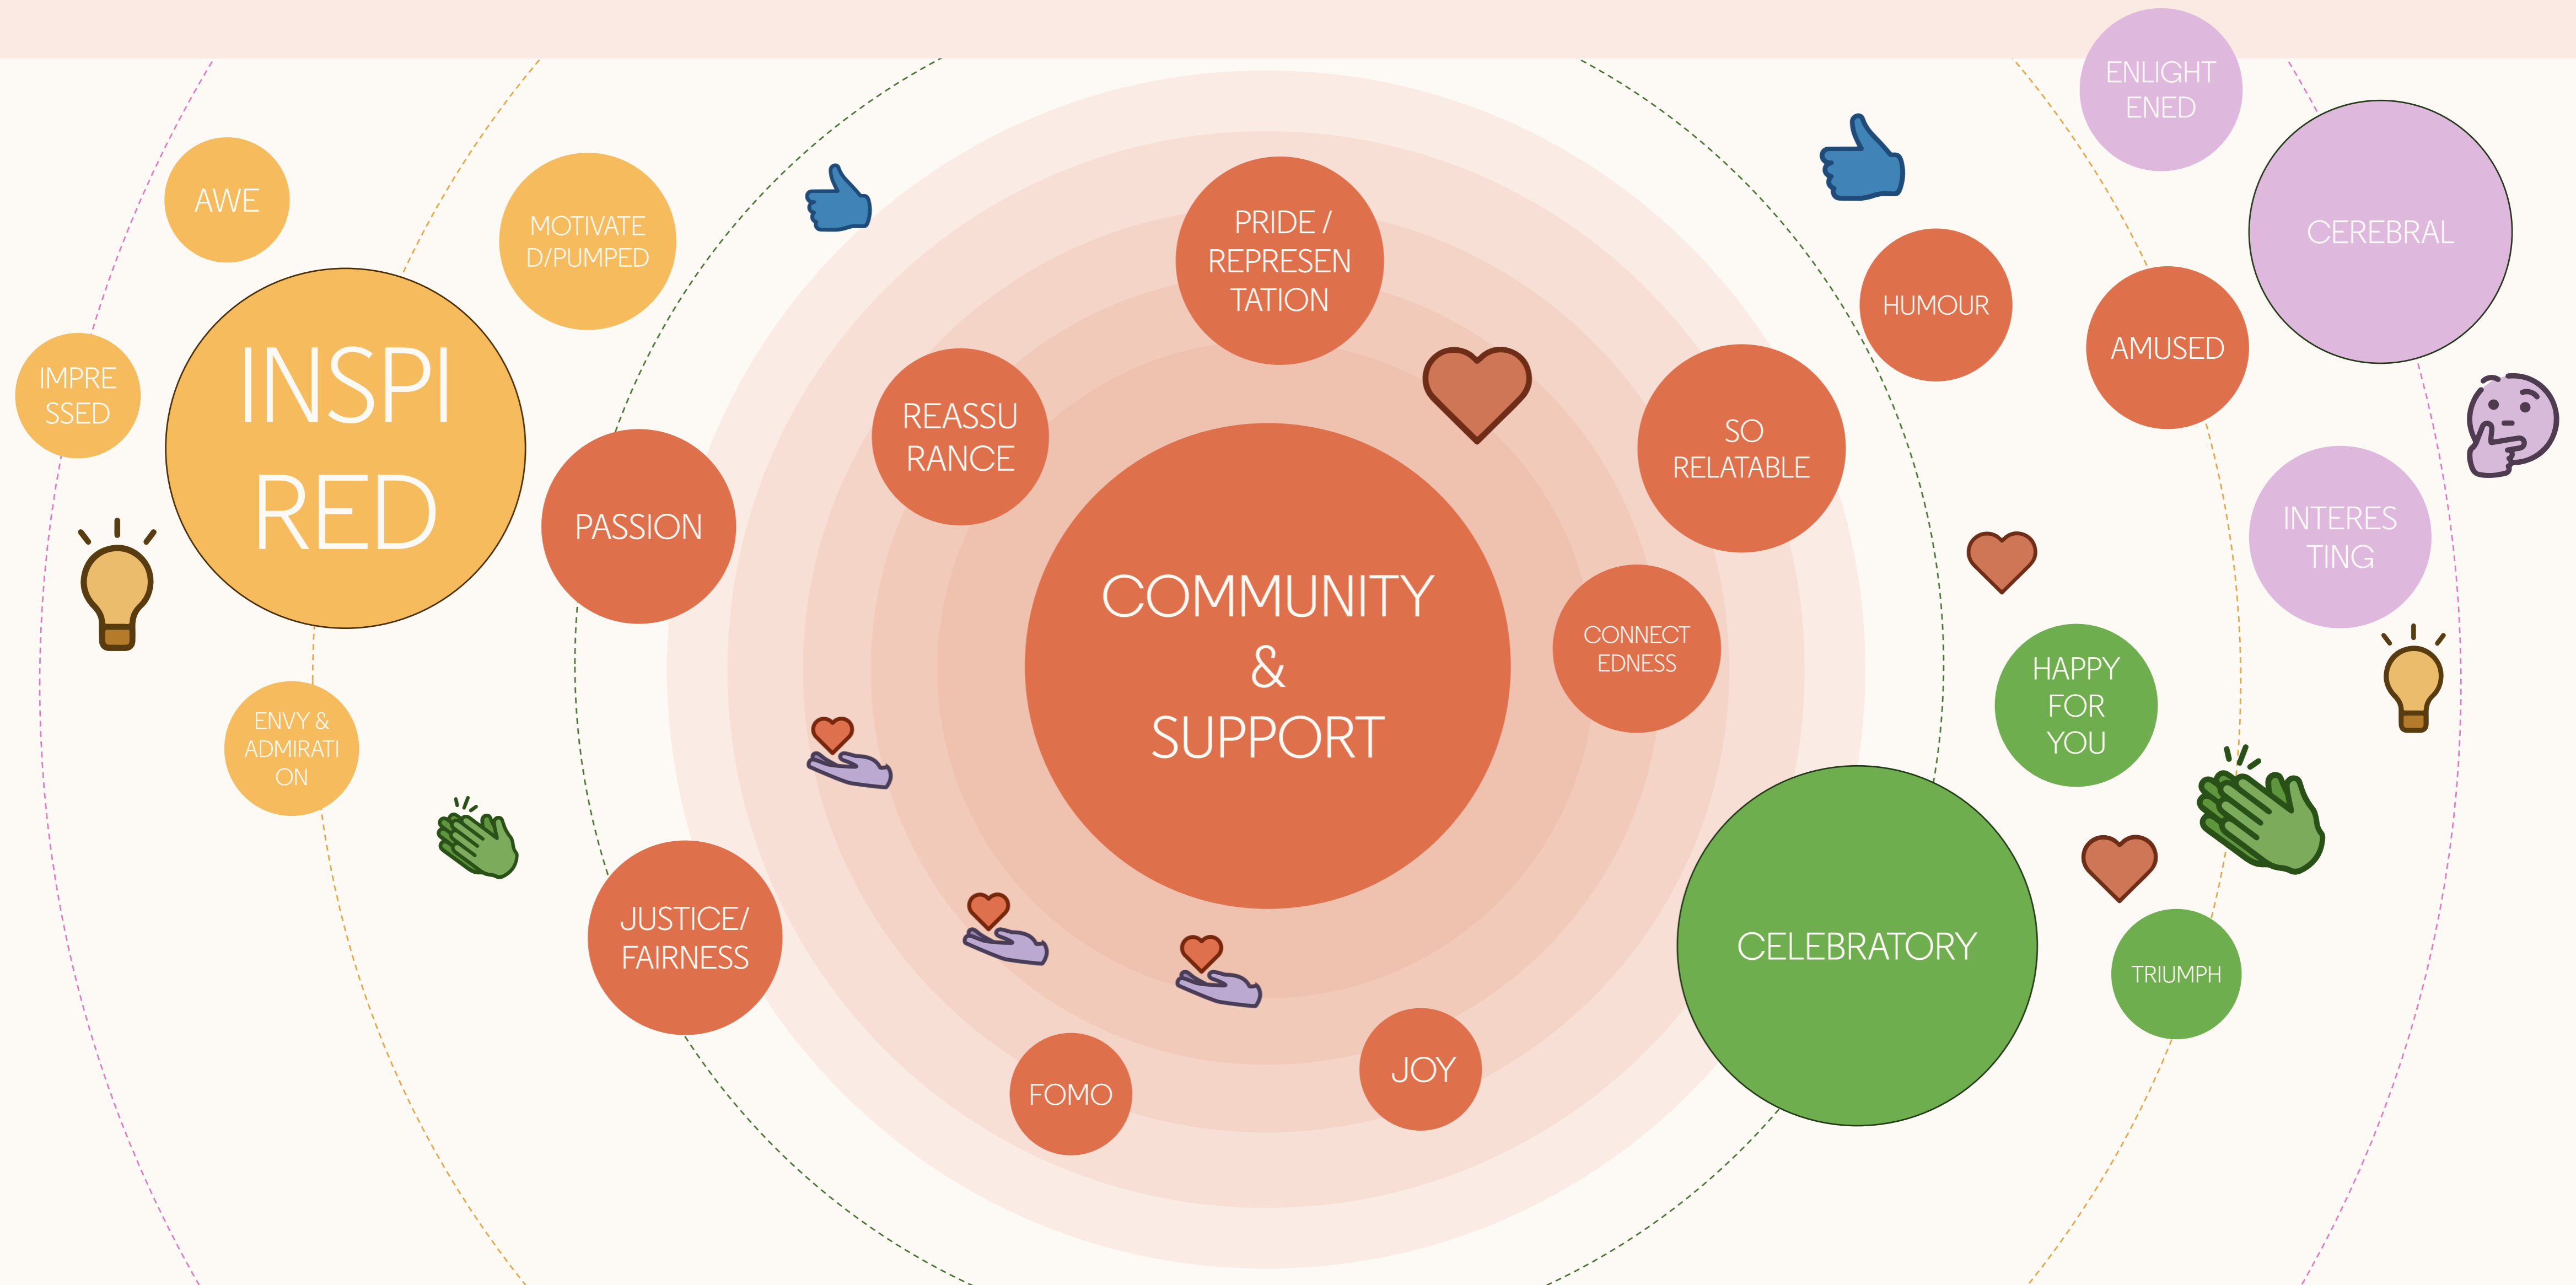 ENLIGHT
ENED
AWE
MOTIVATE
D/PUMPED
PRIDE /
REPRESEN
TATION
CEREBRAL
HUMOUR
AMUSED
IMPRE
SSED
INSPI
RED
REASSU
RANCE
SO
RELATABLE
PASSION
INTERES
TING
COMMUNITY
&
SUPPORT
CONNECT
EDNESS
HAPPY
FOR
YOU
ENVY &
ADMIRATI
ON
JUSTICE/
FAIRNESS
CELEBRATORY
TRIUMPH
FOMO
JOY